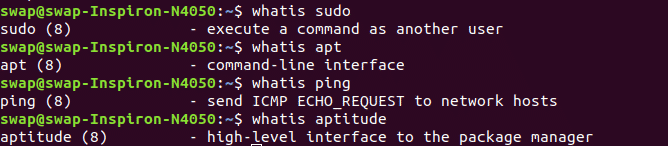 swap@swap-Inspiron-N4050:~$ whatis sudo
sudo (8)             - execute a command as another user
swap@swap-Inspiron-N4050:~$ whatis apt
apt (8)              - command-line interface
swap@swap-Inspiron-N4050:~$ whatis ping
ping (8)             - send ICMP ECHO_REQUEST to network hosts
swap@swap-Inspiron-N4050:~$ whatis aptitude
aptitude (8)         - high-level interface to the package manager